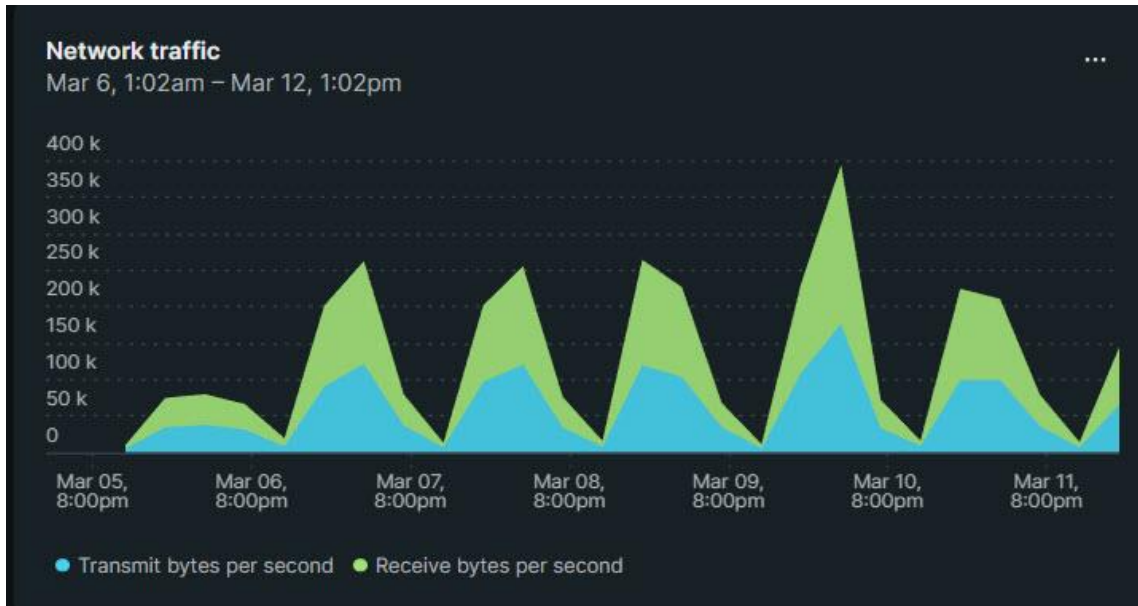 Network traffic
...
Mar 6, 1:02am – Mar 12, 1:02pm
400 k
350 k
300 k
250 k
200 k
150 k
100 k
50 k
0
Mar 05,
8:00pm
Mar 06,
8:00pm
Mar 07,
8:00pm
Mar 08,
8:00pm
Mar 09,
8:00pm
Mar 10,
8:00pm
Mar 11,
8:00pm
Transmit bytes per second
Receive bytes per second